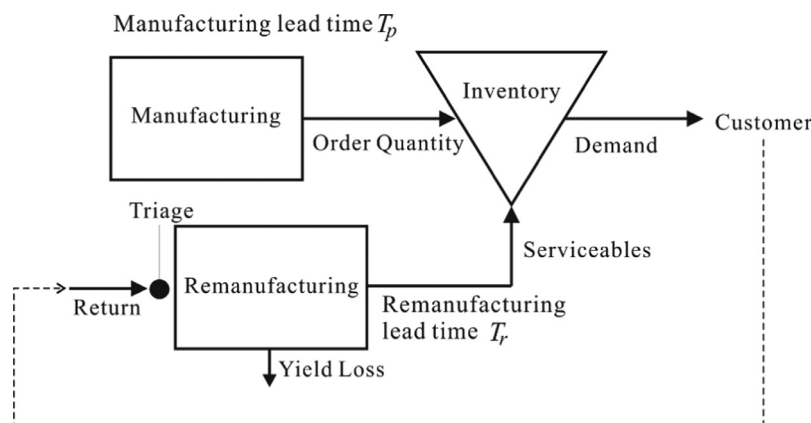 Manufacturing lead time Tp
Manufacturing
Inventory
Order Quantity
Demand
Customer
Triage
Return
Remanufacturing
Serviceables
Remanufacturing
lead time Tr
Yield Loss